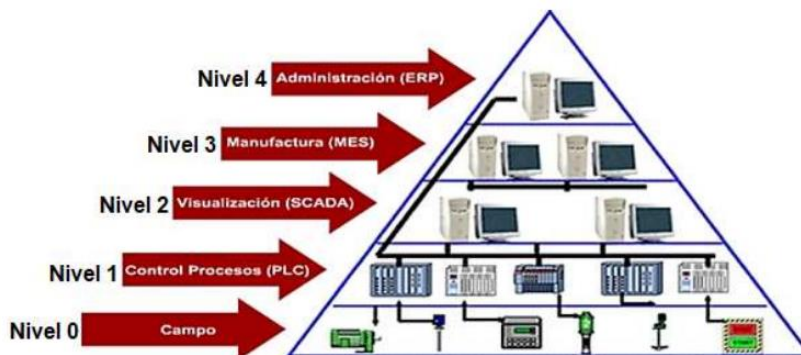 Nivel 4 Administración (ERP)
Nivel 3 Manufactura (MES)
Nivel 2 Visualización (SCADA)
Nivel 1 Control Procesos (PLC)
Nivel 0 Campo